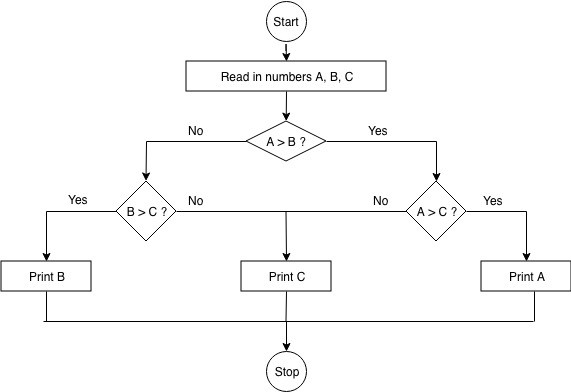 Start
Read in numbers A, B, C
A > B ?
No
Yes
B > C ?
A > C ?
Yes
No
No
Yes
Print B
Print C
Print A
Stop